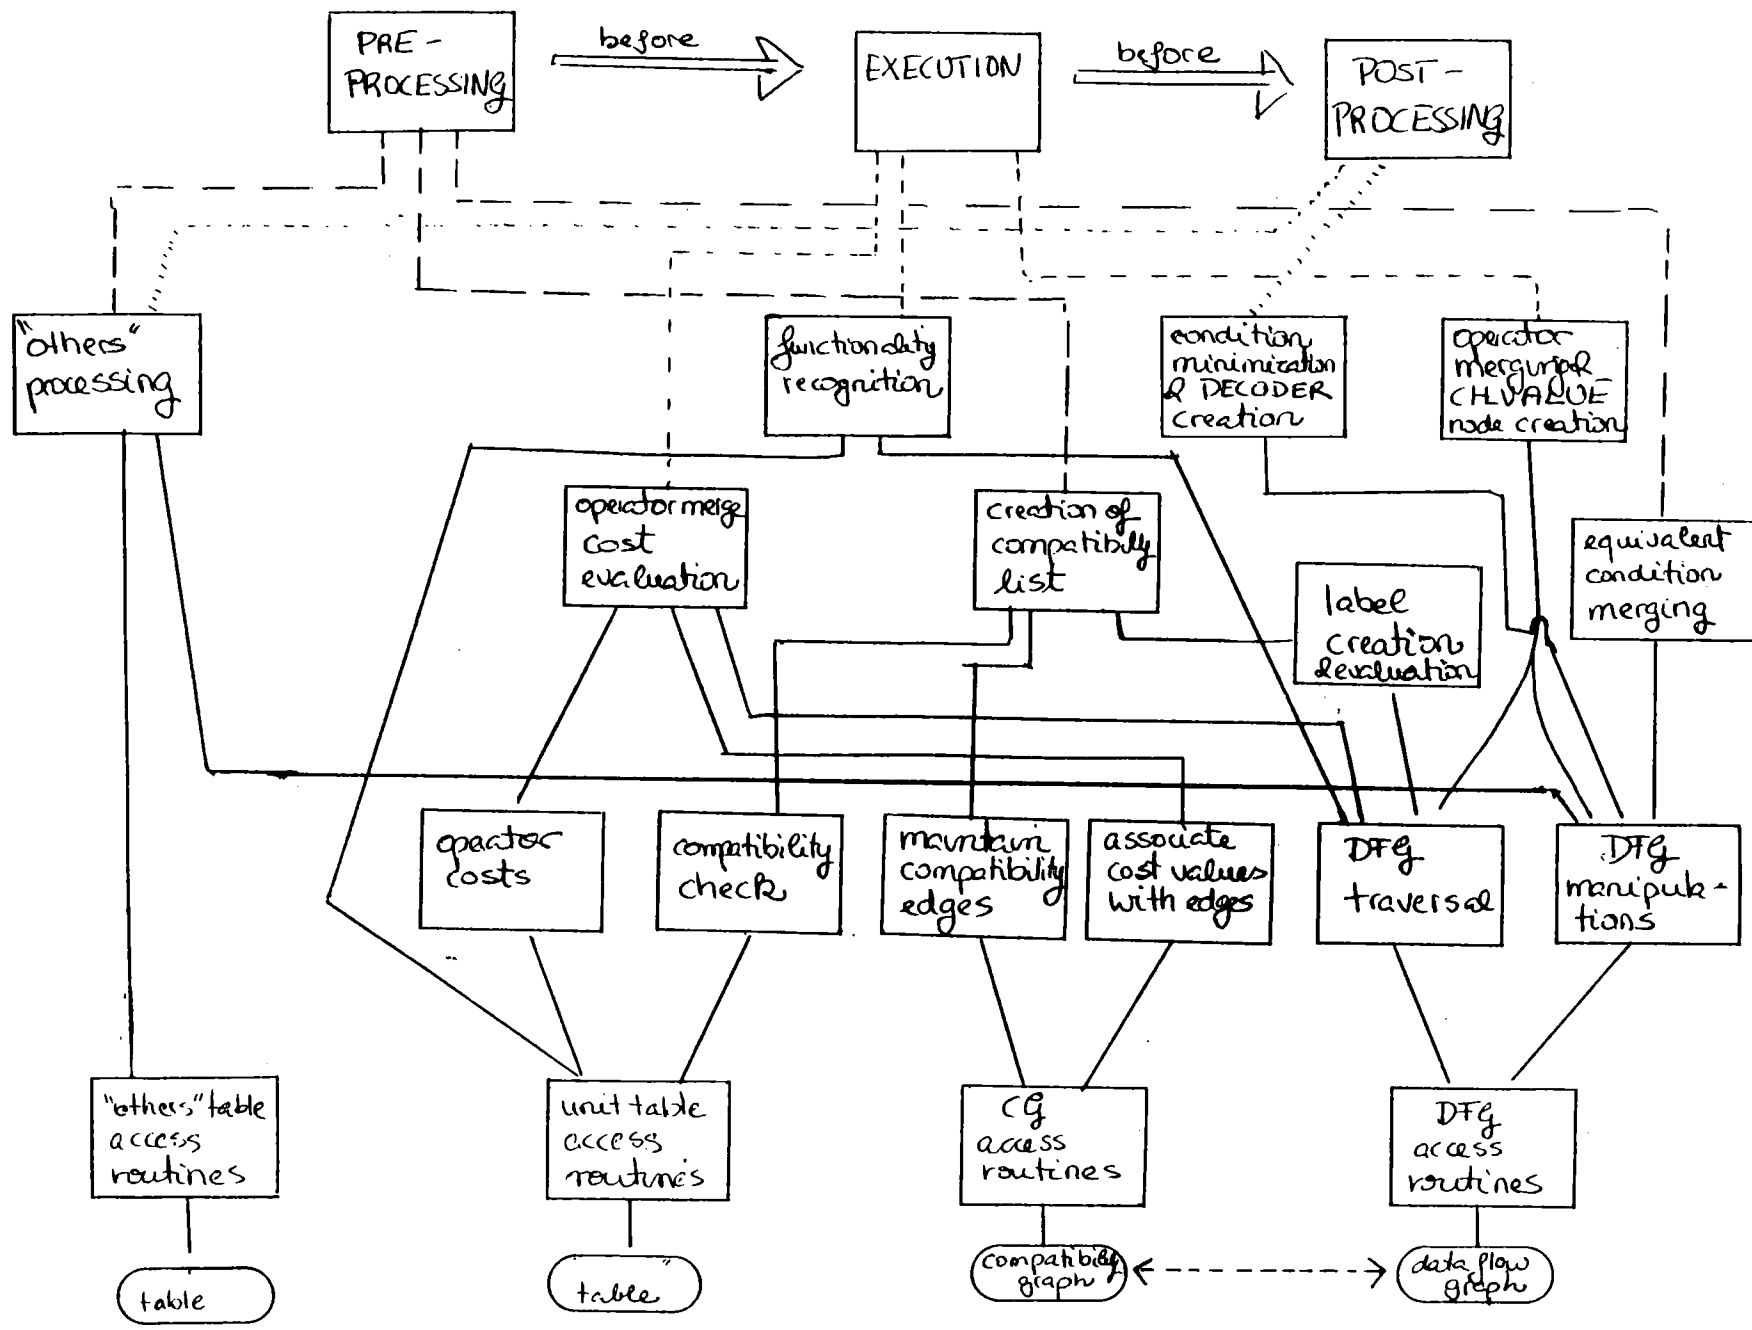 PRE-
PROCESSING
before
EXECUTION
before
POST-
PROCESSING
"others"
processing
functionality
recognition
condition
minimization
& DECODER
creation
operator
merging &
CH.VALUE
node creation
operator merge
cost
evaluation
creation of
compatibily
list
label
creation
& evaluation
equivalent
condition
merging
operator
costs
compatibility
check
maintain
compatibility
edges
associate
cost values
with edges
DFG
traversal
DFG
manipula-
tions
"others" table
access
routines
unit table
access
routines
CG
access
routines
DFG
access
routines
table
table
compatibility
graph
data flow
graph